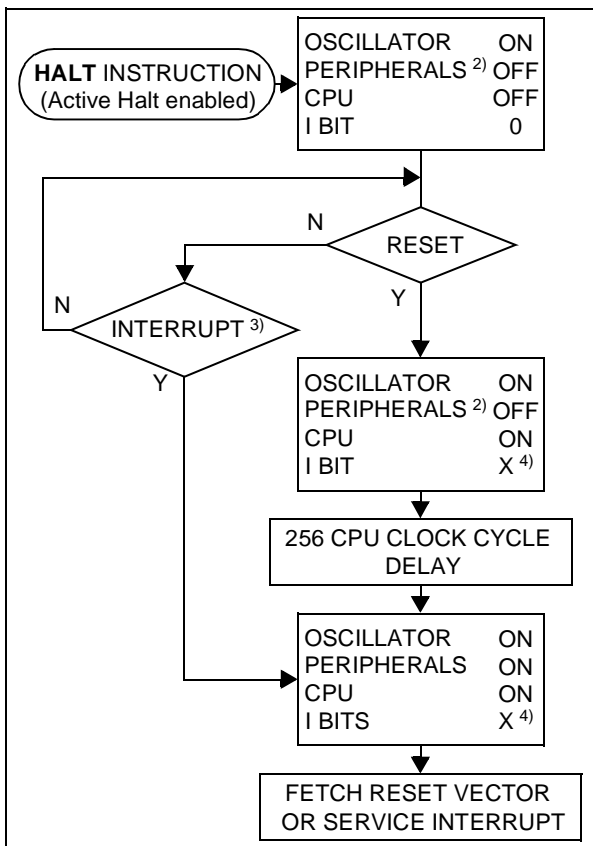 HALT INSTRUCTION
(Active Halt enabled)
OSCILLATOR ON
PERIPHERALS 2) OFF
CPU OFF
I BIT 0
N
RESET
Y
N
INTERRUPT 3)
Y
OSCILLATOR ON
PERIPHERALS 2) OFF
CPU ON
I BIT X 4)
256 CPU CLOCK CYCLE
DELAY
OSCILLATOR ON
PERIPHERALS ON
CPU ON
I BITS X 4)
FETCH RESET VECTOR
OR SERVICE INTERRUPT